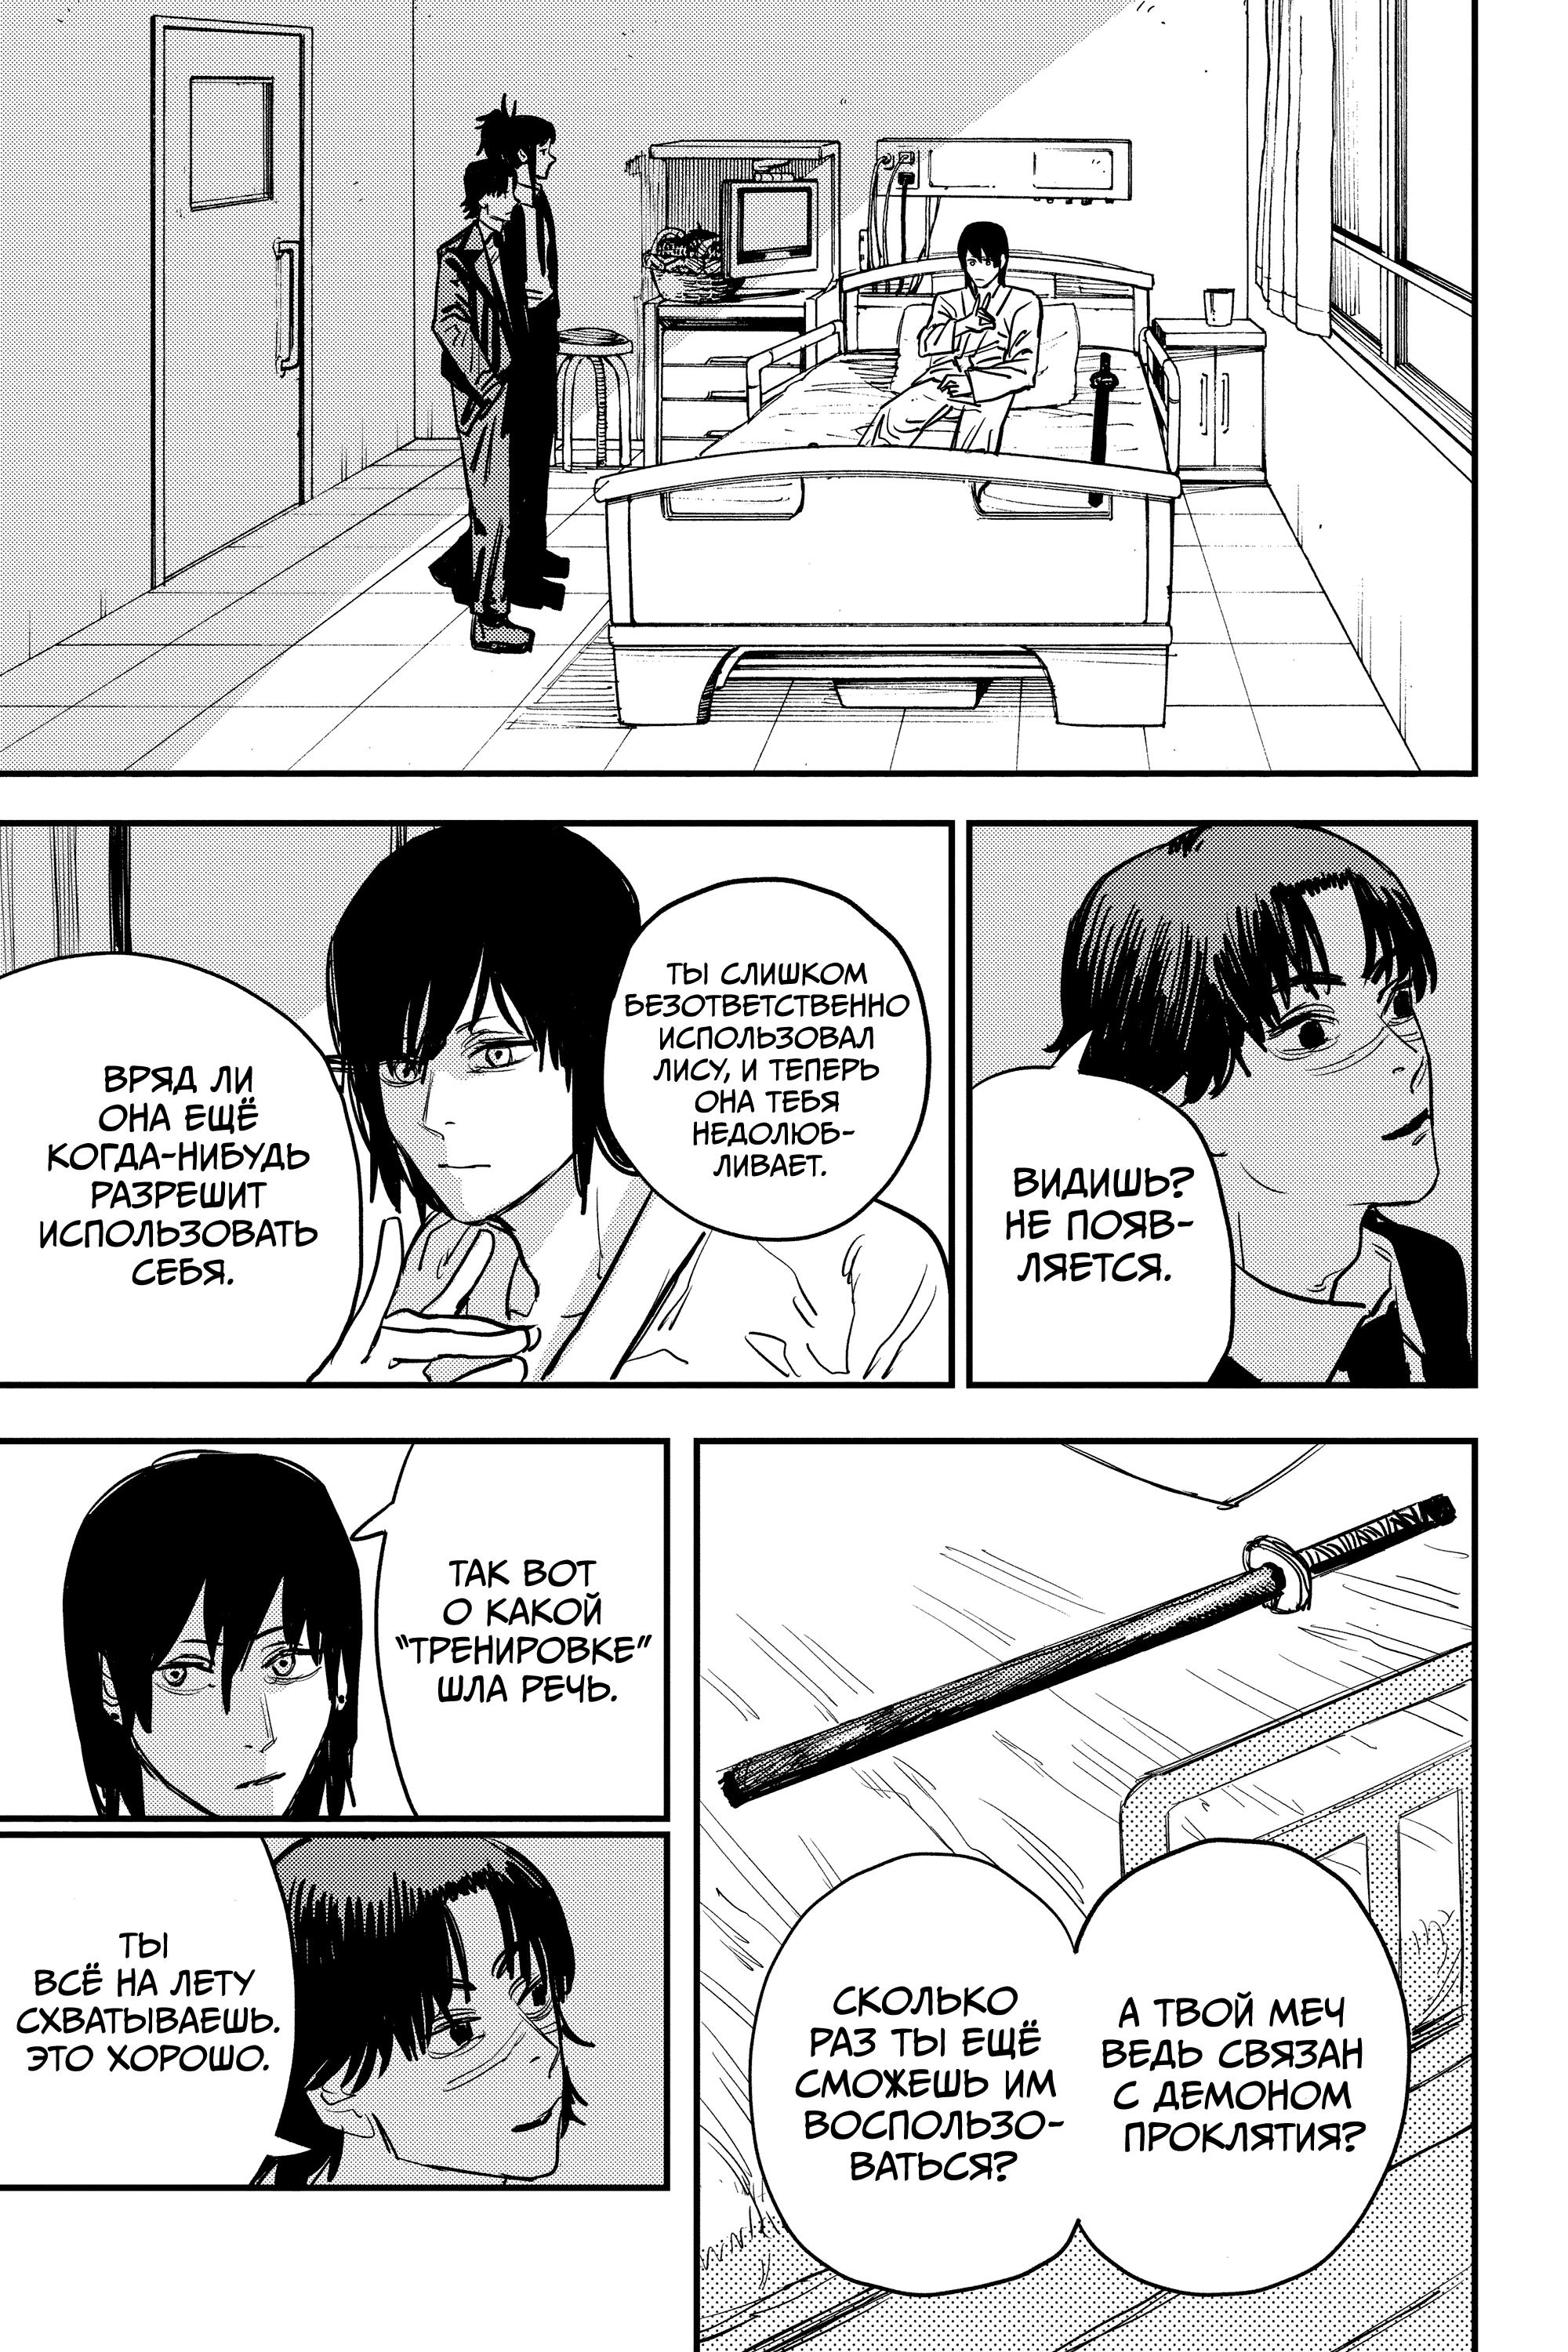 ВИДИШЬ?
НЕ ПОЯВ-
ЛЯЕТСЯ.
ТЫ СЛИШКОМ
БЕЗОТВЕТСТВЕННО
ИСПОЛЬЗОВАЛ
ЛИСУ, И ТЕПЕРЬ
ОНА ТЕБЯ
НЕДОЛЮБ-
ЛИВАЕТ.
ВРЯД ЛИ
ОНА ЕЩЁ
КОГДА-НИБУДЬ
РАЗРЕШИТ
ИСПОЛЬЗОВАТЬ
СЕБЯ.
А ТВОЙ МЕЧ
ВЕДЬ СВЯЗАН
С ДЕМОНОМ
ПРОКЛЯТИЯ?
СКОЛЬКО
РАЗ ТЫ ЕЩЁ
СМОЖЕШЬ ИМ
ВОСПОЛЬЗО-
ВАТЬСЯ?
ТАК ВОТ
О КАКОЙ
“ТРЕНИРОВКЕ”
ШЛА РЕЧЬ.
ТЫ
ВСЁ НА ЛЕТУ
СХВАТЫВАЕШЬ.
ЭТО ХОРОШО.